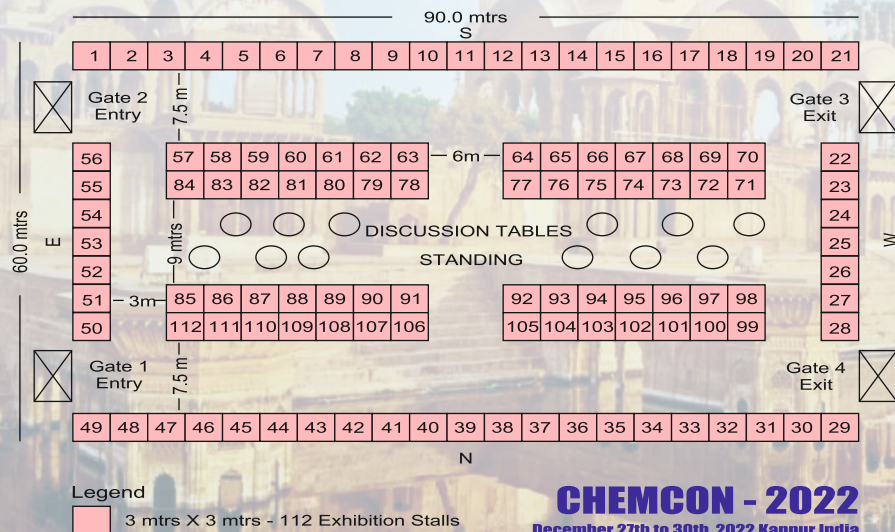 90.0 mtrs
S
1 2 3 4 5 6 7 8 9 10 11 12 13 14 15 16 17 18 19 20 21
Gate 2
Entry
7.5 m
Gate 3
Exit
56 57 58 59 60 61 62 63 6m 64 65 66 67 68 69 70 22
55 84 83 82 81 80 79 78 77 76 75 74 73 72 71 23
54 DISCUSSION TABLES 24
60.0 mtrs E 53 9 mtrs 25 W
52 STANDING 26
51 3m 85 86 87 88 89 90 91 92 93 94 95 96 97 98 27
50 112 111 110 109 108 107 106 105 104 103 102 101 100 99 28
Gate 1
Entry
7.5 m
Gate 4
Exit
49 48 47 46 45 44 43 42 41 40 39 38 37 36 35 34 33 32 31 30 29
N
Legend
3 mtrs X 3 mtrs - 112 Exhibition Stalls
CHEMCON - 2022
December 27th to 30th, 2022 Kanpur India